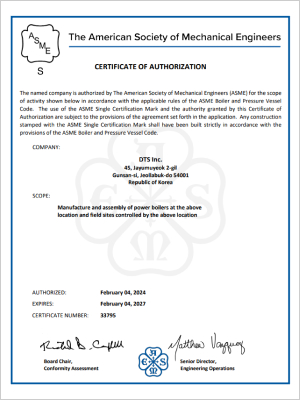 ASME
S
The American Society of Mechanical Engineers
CERTIFICATE OF AUTHORIZATION
The named company is authorized by The American Society of Mechanical Engineers (ASME) for the scope
of activity shown below in accordance with the applicable rules of the ASME Boiler and Pressure Vessel
Code. The use of the ASME Single Certification Mark and the authority granted by this Certificate of
Authorization are subject to the provisions of the agreement set forth in the application. Any construction
stamped with the ASME Single Certification Mark shall have been built strictly in accordance with the
provisions of the ASME Boiler and Pressure Vessel Code.
COMPANY:
DTS Inc.
45, Jayumuyeok 2-gil
Gunsan-si, Jeollabuk-do 54001
Republic of Korea
SCOPE:
Manufacture and assembly of power boilers at the above
location and field sites controlled by the above location
AUTHORIZED: February 04, 2024
EXPIRES: February 04, 2027
CERTIFICATE NUMBER: 33795
Board Chair,
Conformity Assessment
Senior Director,
Engineering Operations
ASME